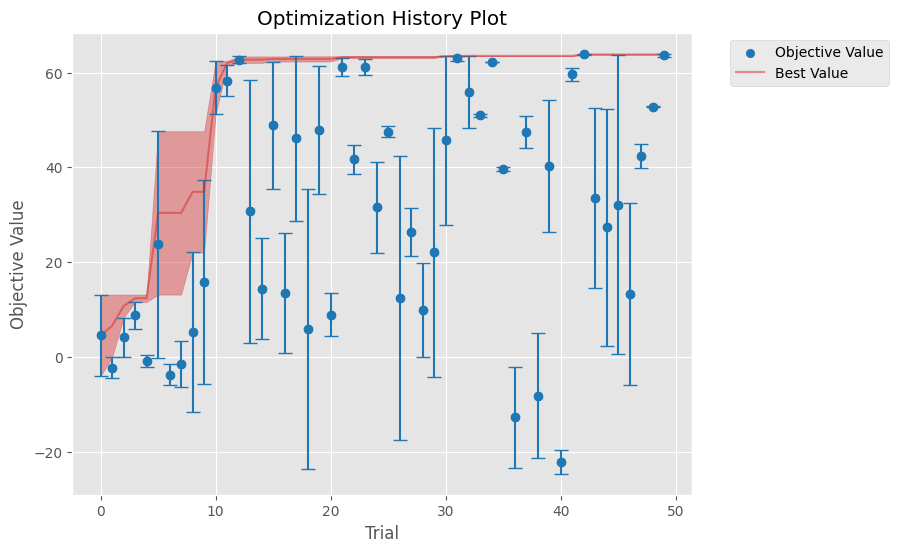 Optimization History Plot
Objective Value
Best Value
Objective Value
60
40
20
0
−20
0 10 20 30 40 50
Trial